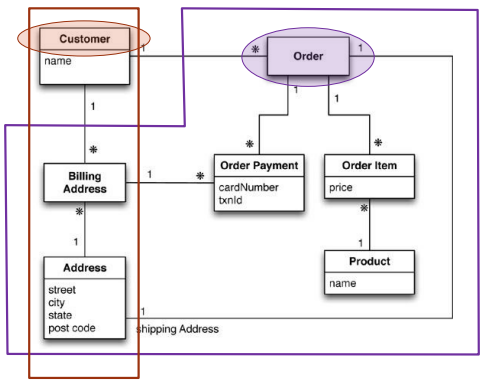 Customer
name
1
*
1
Order
1
*
1
1
*
*
Billing
Address
1
*
Order Payment
cardNumber
txnId
Order Item
price
*
1
*
1
Product
name
Address
street
city
state
post code
1
shipping Address